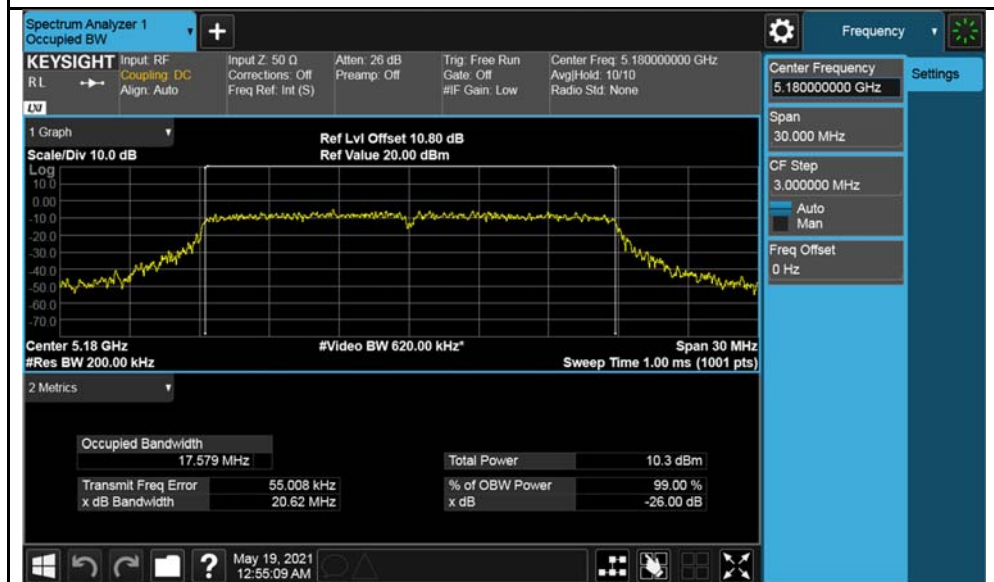 Spectrum Analyzer 1
Occupied BW
Frequency
KEYSIGHT
RL
LXI
Input: RF
Coupling: DC
Align: Auto
Input Z: 50 Ω
Corrections: Off
Freq Ref: Int (S)
Atten: 26 dB
Preamp: Off
Trig: Free Run
Gate: Off
#IF Gain: Low
Center Freq: 5.180000000 GHz
Avg|Hold: 10/10
Radio Std: None
Center Frequency
5.180000000 GHz
Settings
Span
30.000 MHz
CF Step
3.000000 MHz
Auto
Man
Freq Offset
0 Hz
1 Graph
Scale/Div 10.0 dB
Ref Lvl Offset 10.80 dB
Ref Value 20.00 dBm
Log
10.0
0.00
-10.0
-20.0
-30.0
-40.0
-50.0
-60.0
-70.0
Center 5.18 GHz
#Res BW 200.00 kHz
#Video BW 620.00 kHz*
Span 30 MHz
Sweep Time 1.00 ms (1001 pts)
2 Metrics
Occupied Bandwidth
17.579 MHz
Total Power 10.3 dBm
Transmit Freq Error 55.008 kHz
% of OBW Power 99.00 %
x dB Bandwidth 20.62 MHz
x dB -26.00 dB
May 19, 2021
12:55:09 AM